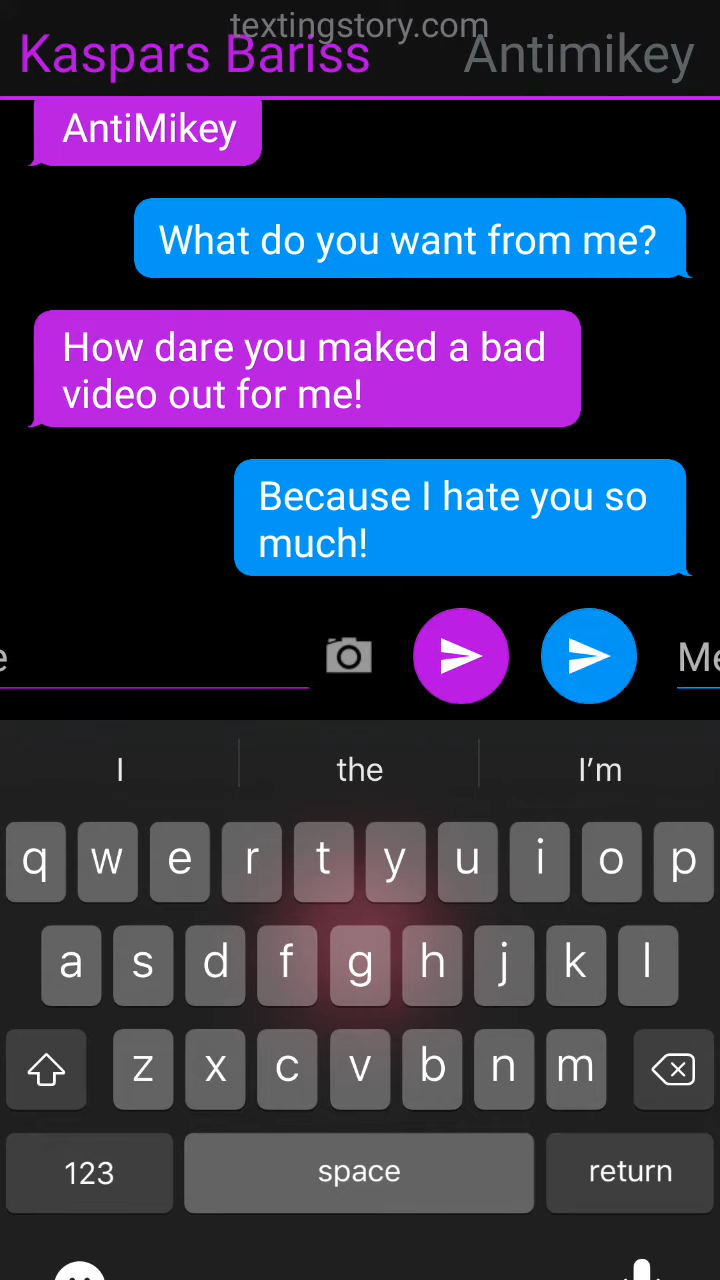 textingstory.com
Kaspars Bariss
Antimikey
AntiMikey
What do you want from me?
How dare you maked a bad
video out for me!
Because I hate you so
much!
e
Me
I the I'm
q w e r t y u i o p
a s d f g h j k l
z x c v b n m
123 space return